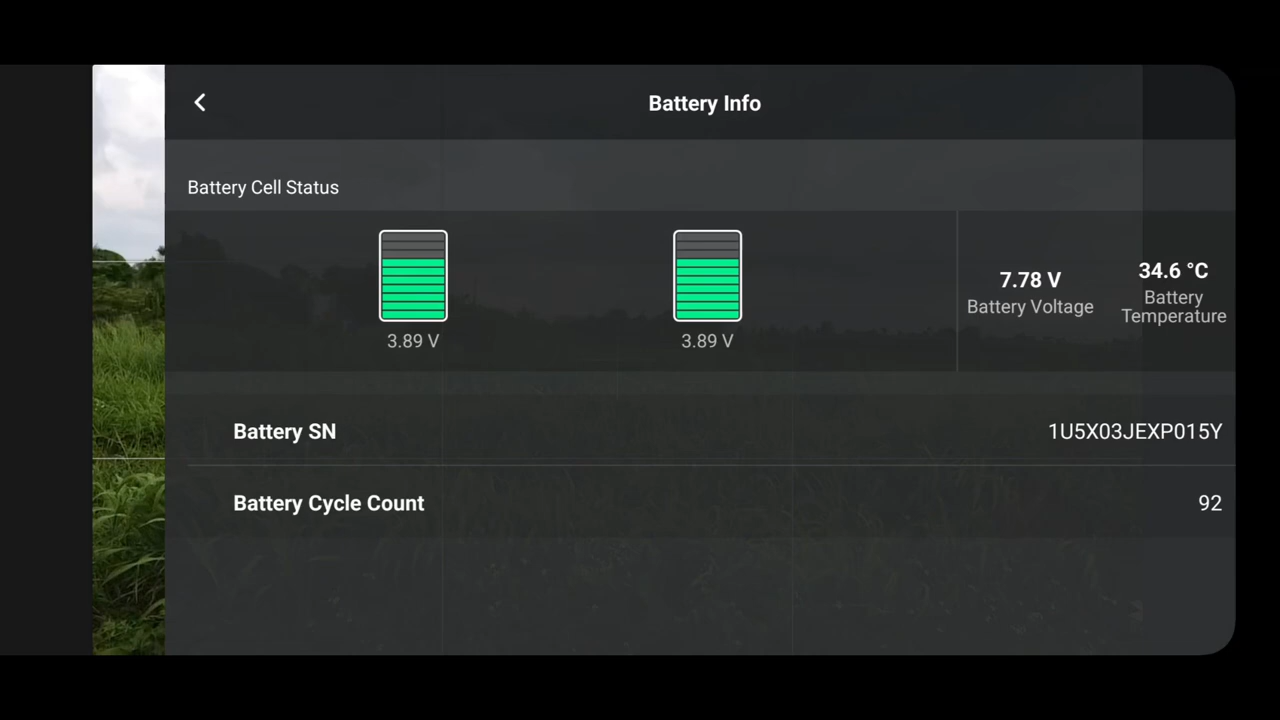 Battery Info
Battery Cell Status
3.89 V
3.89 V
7.78 V
Battery Voltage
34.6 °C
Battery
Temperature
Battery SN
1U5X03JEXP015Y
Battery Cycle Count
92